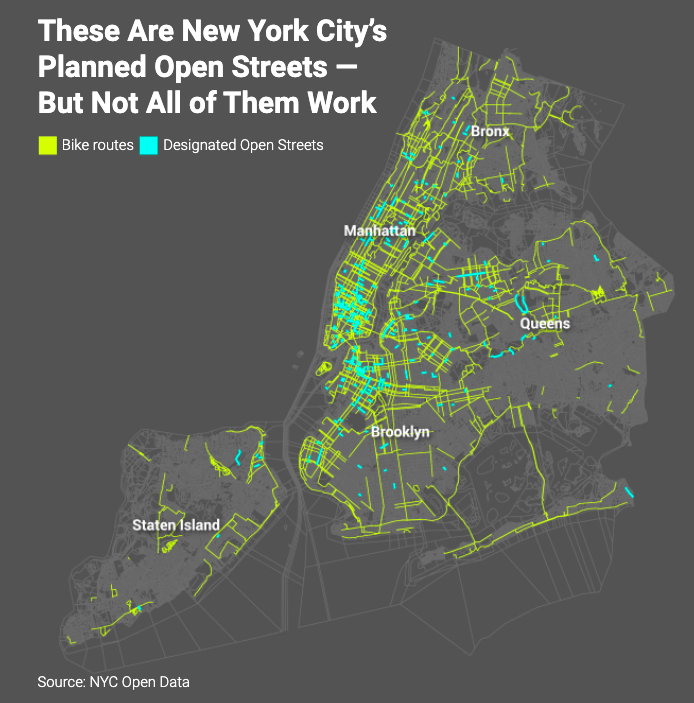 These Are New York City’s
Planned Open Streets —
But Not All of Them Work
Bike routes
Designated Open Streets
Bronx
Manhattan
Queens
Brooklyn
Staten Island
Source: NYC Open Data